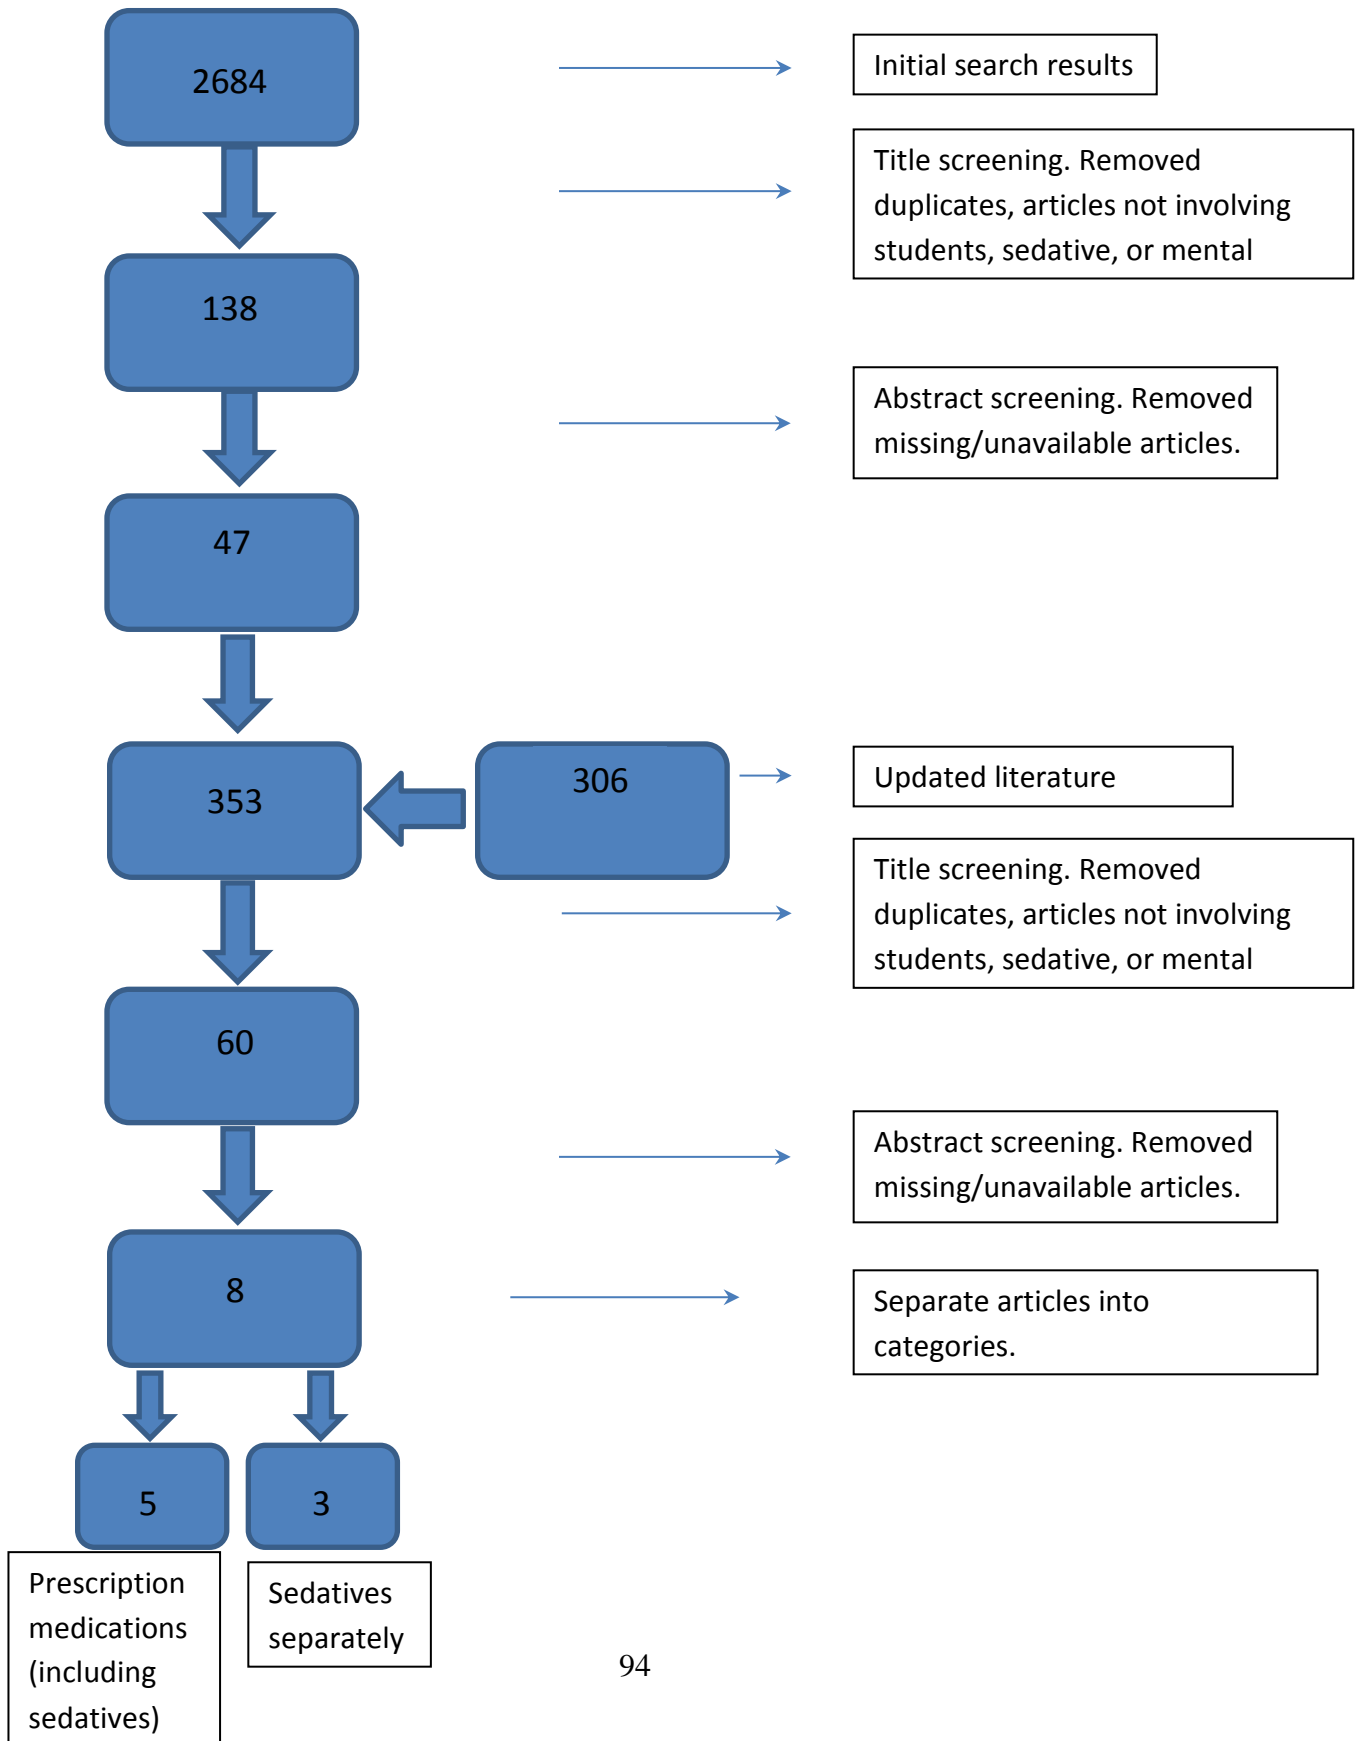 2684
Initial search results
Title screening. Removed
duplicates, articles not involving
students, sedative, or mental
138
Abstract screening. Removed
missing/unavailable articles.
47
353
306
Updated literature
Title screening. Removed
duplicates, articles not involving
students, sedative, or mental
60
Abstract screening. Removed
missing/unavailable articles.
8
Separate articles into
categories.
5
3
Prescription
medications
(including
sedatives)
Sedatives
separately
94